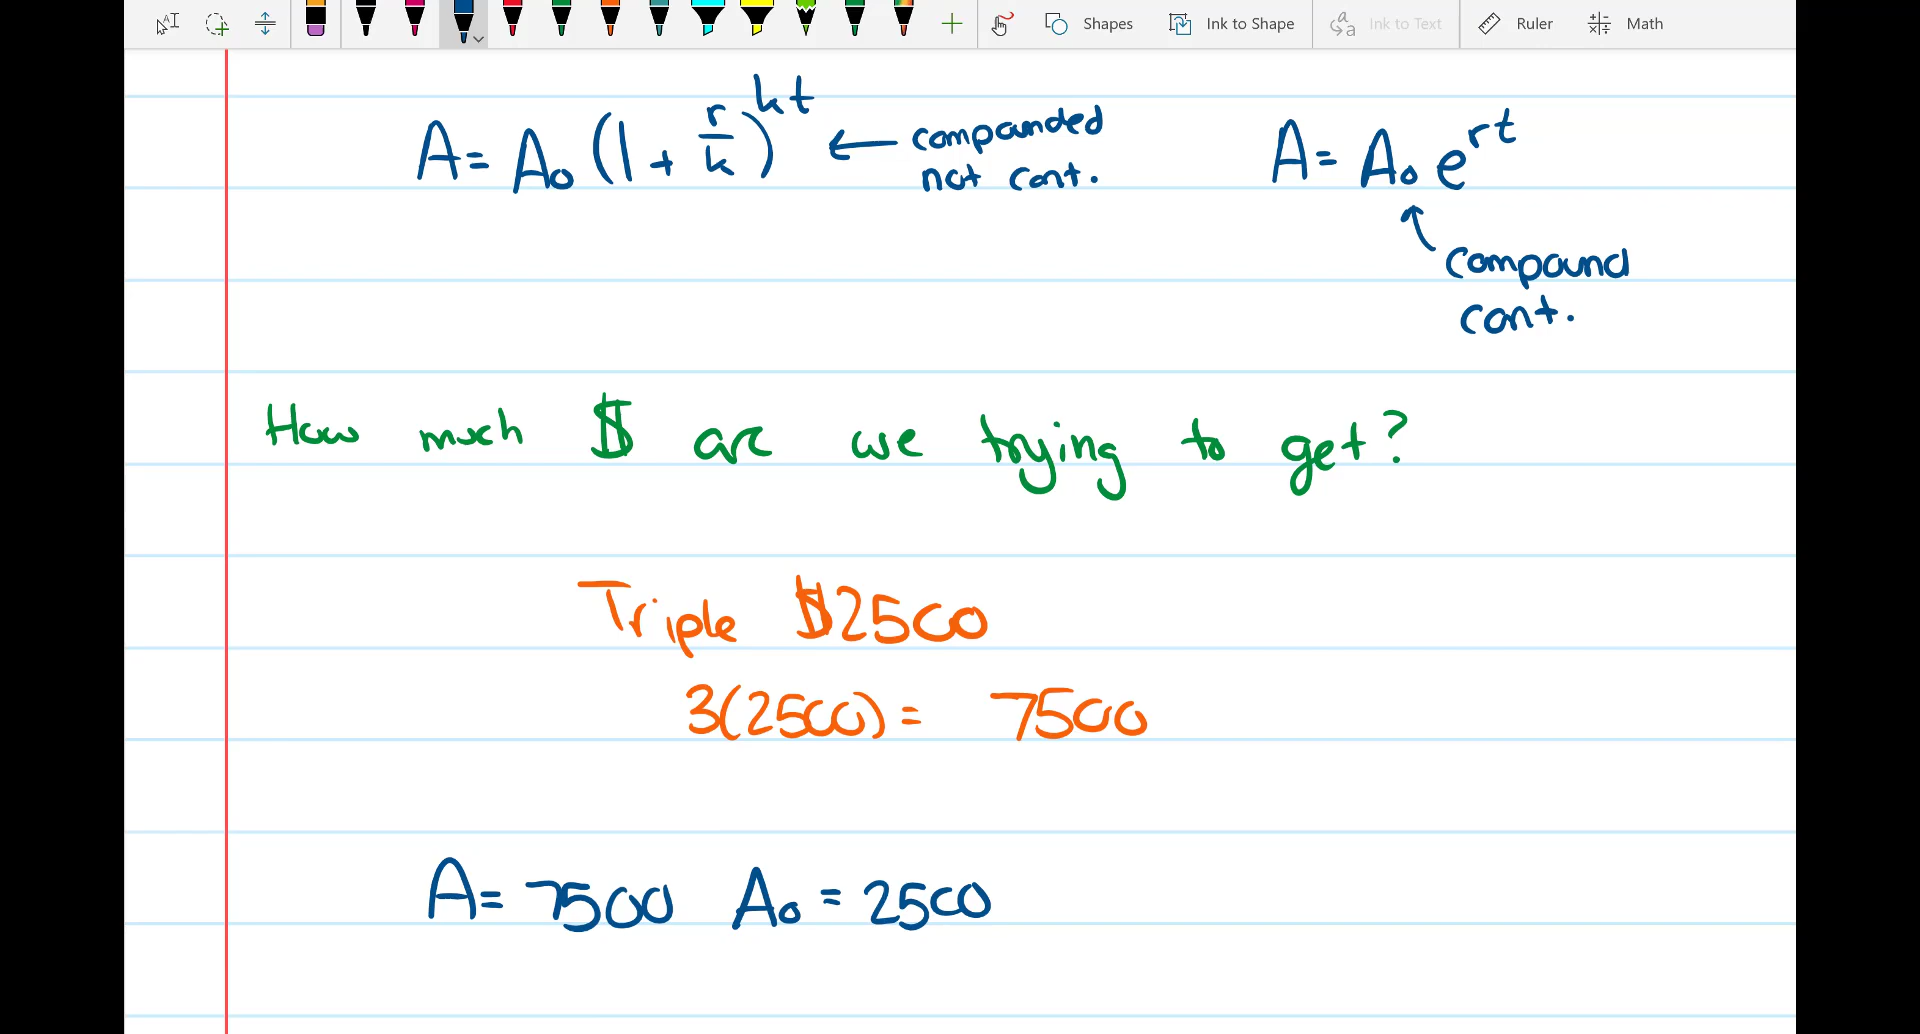 Shapes Ink to Shape Ink to Text Ruler Math
A = A₀ (1 + r/k)^kt ← compounded not cont.
A = A₀ e^rt
↑ compound cont.
How much $ are we trying to get?
Triple $2500
3(2500) = 7500
A = 7500 A₀ = 2500